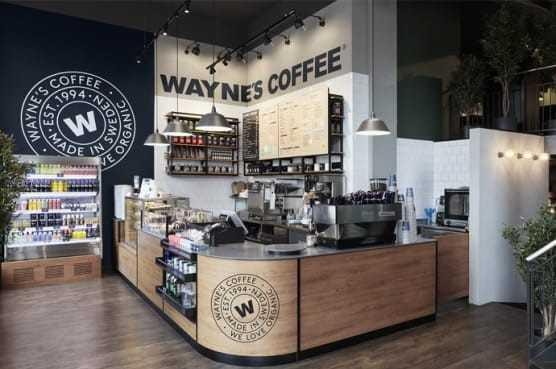 WAYNE'S COFFEE®
WAYNE'S COFFEE
EST 1994 • MADE IN SWEDEN •
W
WE LOVE ORGANIC
WAYNE'S COFFEE
EST 1994 • MADE IN SWEDEN •
W
WE LOVE ORGANIC